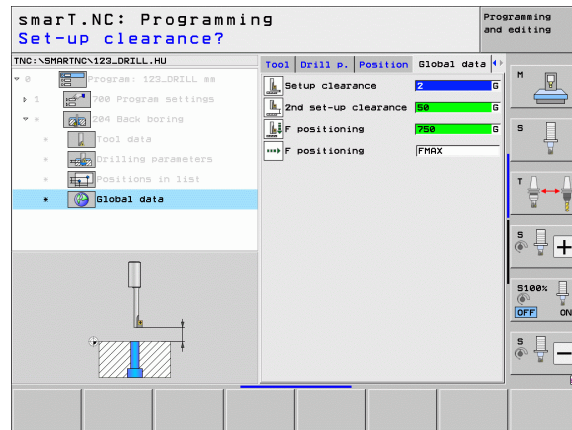 smarT.NC: Programming
Set-up clearance?
Programming
and editing
TNC:\SMARTNC\123_DRILL.HU
Tool Drill p. Position Global data
0 Program: 123_DRILL mm
1 700 Program settings
* 204 Back boring
* Tool data
* Drilling parameters
* Positions in list
* Global data
Setup clearance 2 G
2nd set-up clearance 50 G
F positioning 750 G
F positioning FMAX
M
S
T
S
+
S100%
OFF ON
S
−